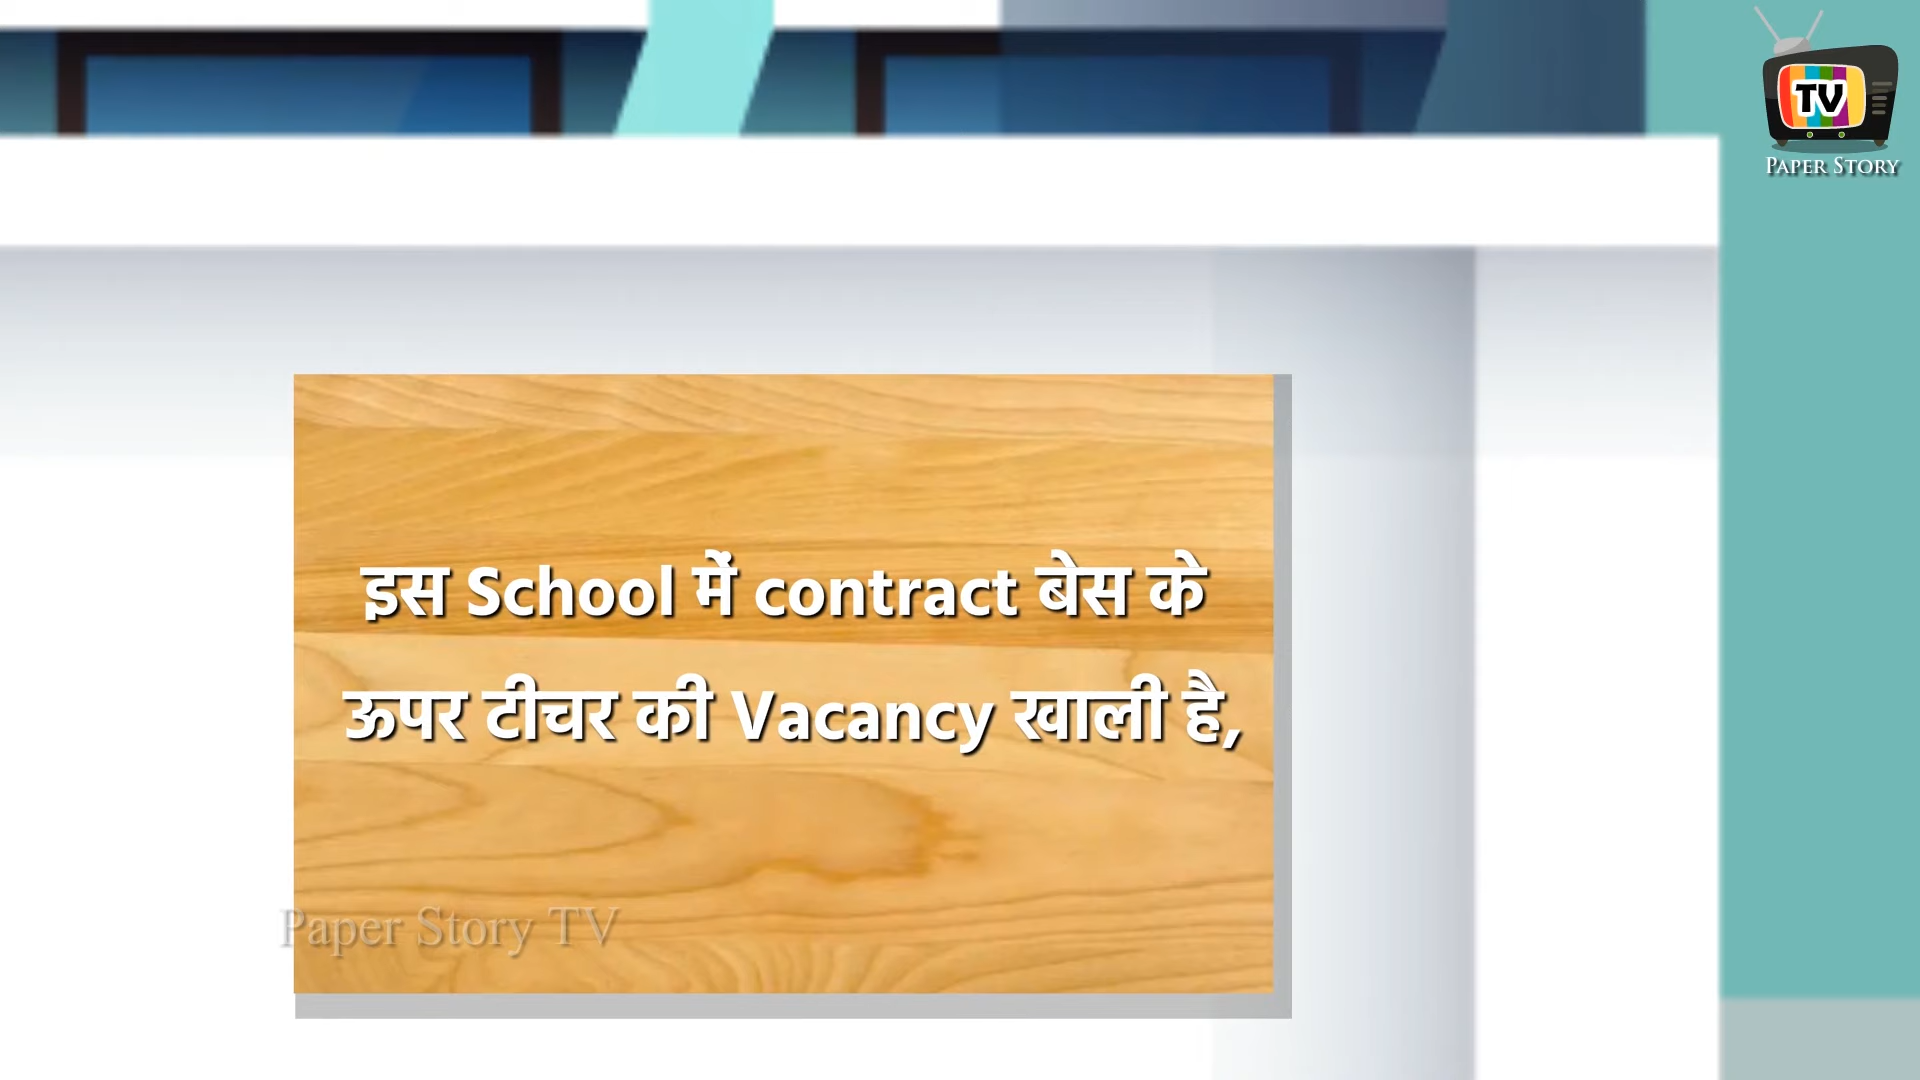 TV
PAPER STORY
इस School में contract बेस के
ऊपर टीचर की Vacancy खाली है,
Paper Story TV